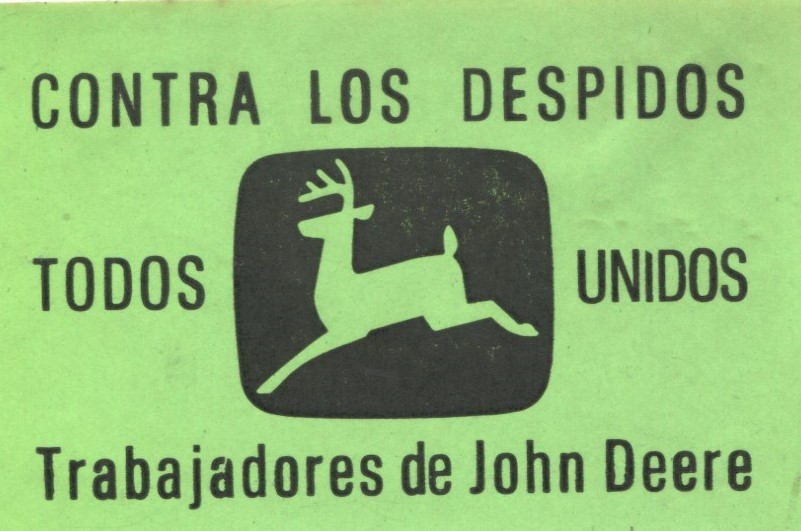 CONTRA LOS DESPIDOS
TODOS UNIDOS
Trabajadores de John Deere